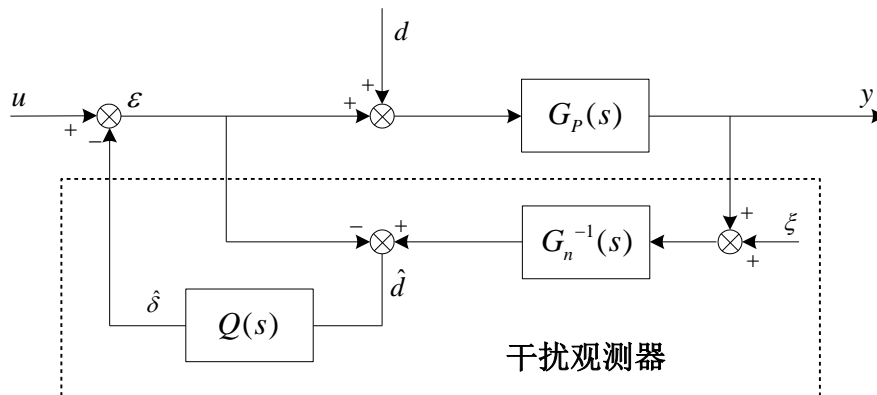 d
u
+
−
ε
+
+
G_P(s)
y
−
+
G_n^{-1}(s)
+
+
ξ
d̂
δ̂
Q(s)
干扰观测器